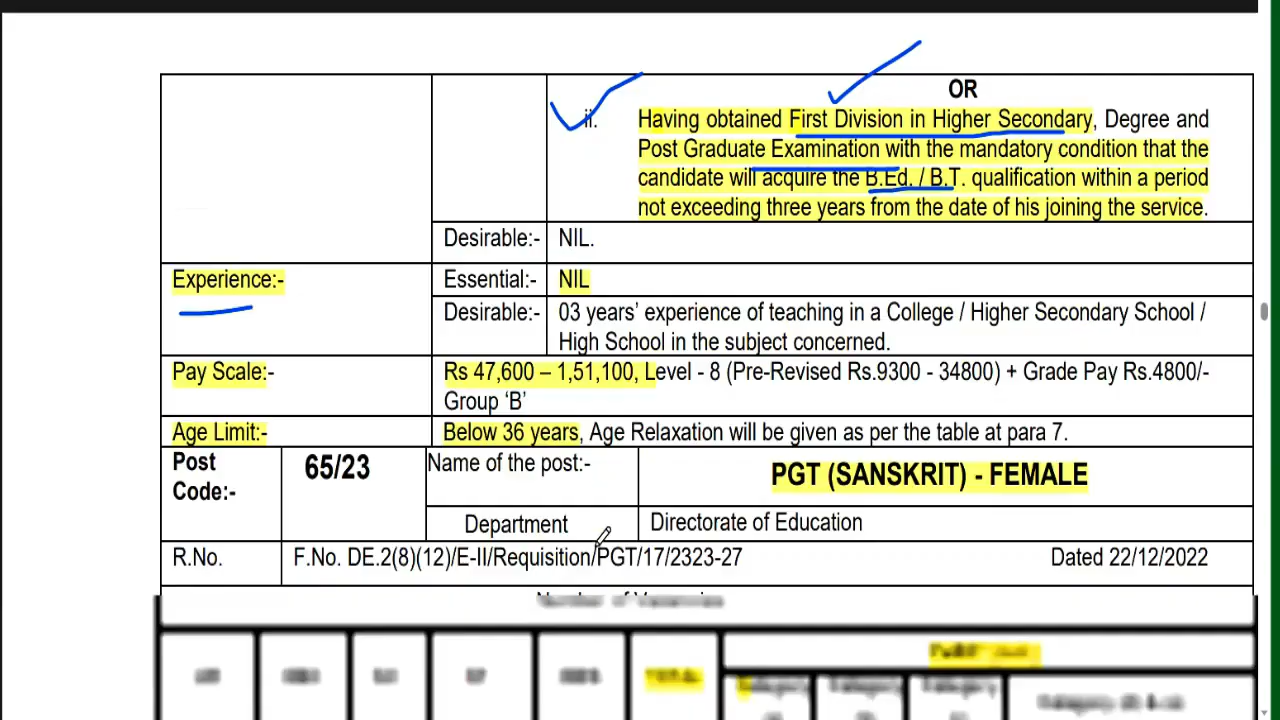 OR
ii. Having obtained First Division in Higher Secondary, Degree and
Post Graduate Examination with the mandatory condition that the
candidate will acquire the B.Ed. / B.T. qualification within a period
not exceeding three years from the date of his joining the service.
Desirable:- NIL.
Experience:- Essential:- NIL
Desirable:- 03 years’ experience of teaching in a College / Higher Secondary School /
High School in the subject concerned.
Pay Scale:- Rs 47,600 – 1,51,100, Level - 8 (Pre-Revised Rs.9300 - 34800) + Grade Pay Rs.4800/-
Group ‘B’
Age Limit:- Below 36 years, Age Relaxation will be given as per the table at para 7.
Post Code:- 65/23 Name of the post:- PGT (SANSKRIT) - FEMALE
Department Directorate of Education
R.No. F.No. DE.2(8)(12)/E-II/Requisition/PGT/17/2323-27 Dated 22/12/2022
Number of Vacancies
TOTAL